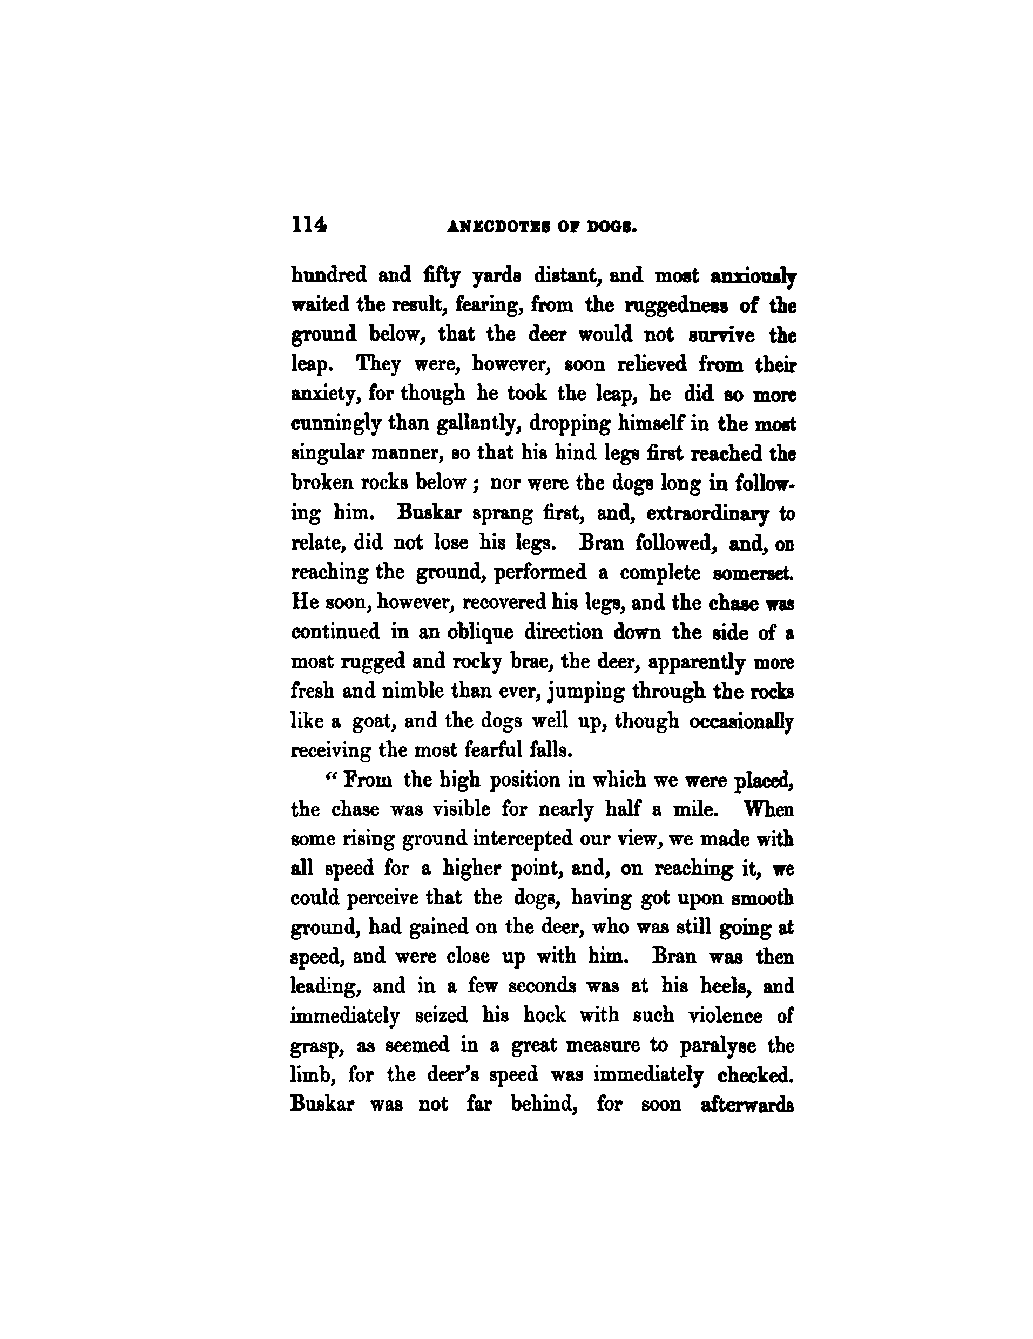 114 ANECDOTES OF DOGS.
hundred and fifty yards distant, and most anxiously
waited the result, fearing, from the ruggedness of the
ground below, that the deer would not survive the
leap. They were, however, soon relieved from their
anxiety, for though he took the leap, he did so more
cunningly than gallantly, dropping himself in the most
singular manner, so that his hind legs first reached the
broken rocks below; nor were the dogs long in follow-
ing him. Buskar sprang first, and, extraordinary to
relate, did not lose his legs. Bran followed, and, on
reaching the ground, performed a complete somerset.
He soon, however, recovered his legs, and the chase was
continued in an oblique direction down the side of a
most rugged and rocky brae, the deer, apparently more
fresh and nimble than ever, jumping through the rocks
like a goat, and the dogs well up, though occasionally
receiving the most fearful falls.
“From the high position in which we were placed,
the chase was visible for nearly half a mile. When
some rising ground intercepted our view, we made with
all speed for a higher point, and, on reaching it, we
could perceive that the dogs, having got upon smooth
ground, had gained on the deer, who was still going at
speed, and were close up with him. Bran was then
leading, and in a few seconds was at his heels, and
immediately seized his hock with such violence of
grasp, as seemed in a great measure to paralyse the
limb, for the deer's speed was immediately checked.
Buskar was not far behind, for soon afterwards